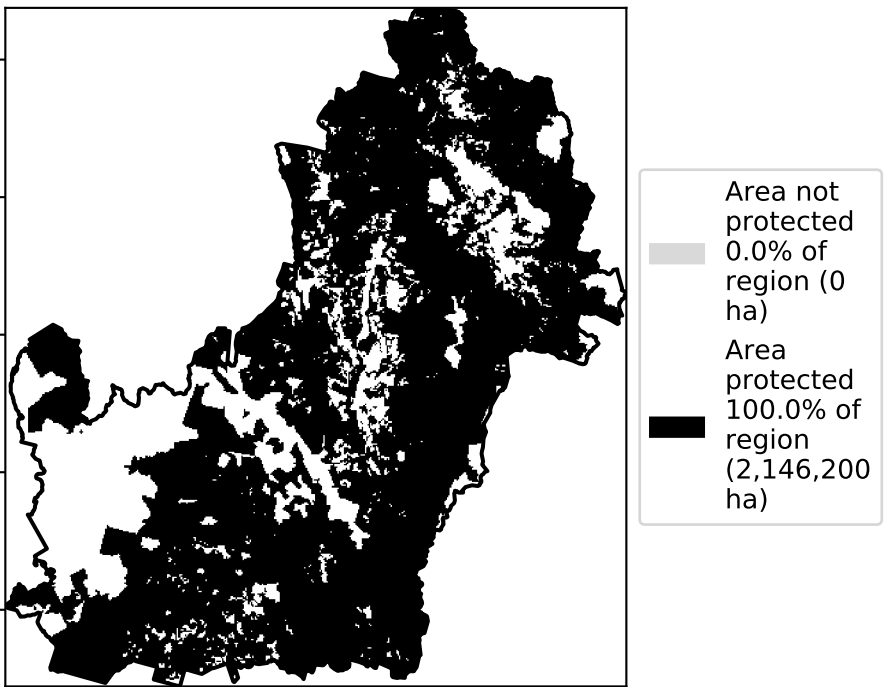 Area not
protected
0.0% of
region (0
ha)
Area
protected
100.0% of
region
(2,146,200
ha)